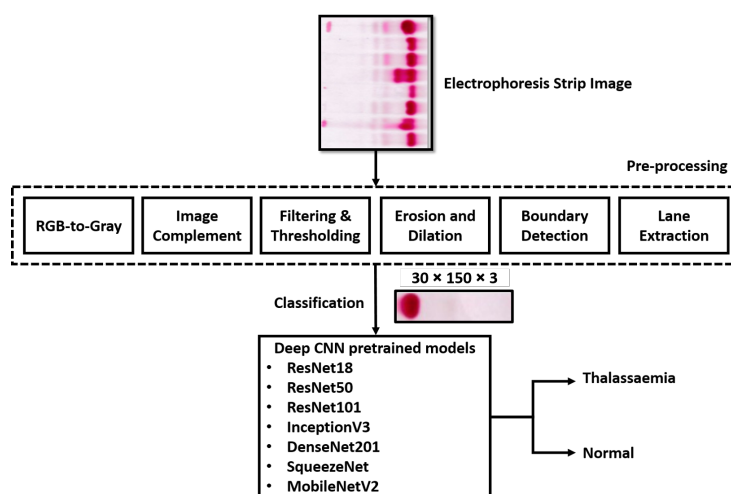 Electrophoresis Strip Image
Pre-processing
RGB-to-Gray
Image
Complement
Filtering &
Thresholding
Erosion and
Dilation
Boundary
Detection
Lane
Extraction
30 × 150 × 3
Classification
Deep CNN pretrained models
• ResNet18
• ResNet50
• ResNet101
• InceptionV3
• DenseNet201
• SqueezeNet
• MobileNetV2
Thalassaemia
Normal